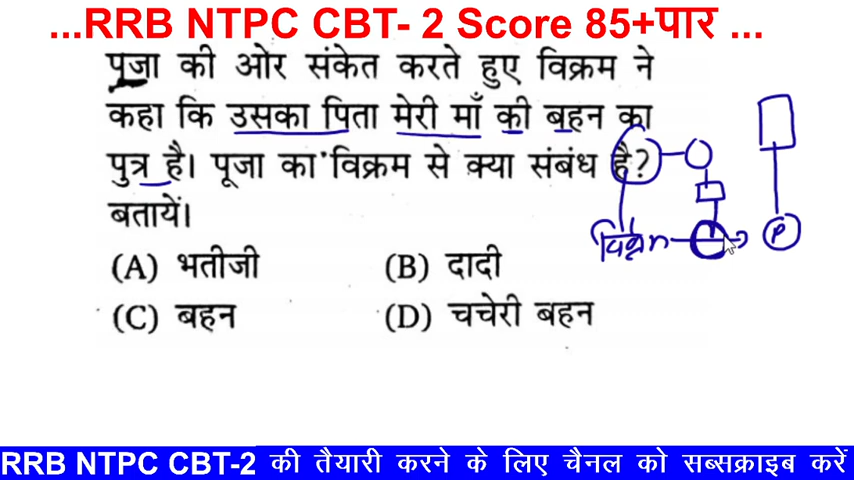 ...RRB NTPC CBT- 2 Score 85+पार ...
पूजा की ओर संकेत करते हुए विक्रम ने
कहा कि उसका पिता मेरी माँ की बहन का
पुत्र है। पूजा का विक्रम से क्या संबंध है?
बतायें।
(A) भतीजी (B) दादी
(C) बहन (D) चचेरी बहन
विक्रम
P
RRB NTPC CBT-2 की तैयारी करने के लिए चैनल को सब्सक्राइब करें